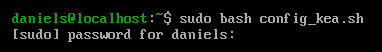 daniels@localhost:~$ sudo bash config_kea.sh
[sudo] password for daniels: